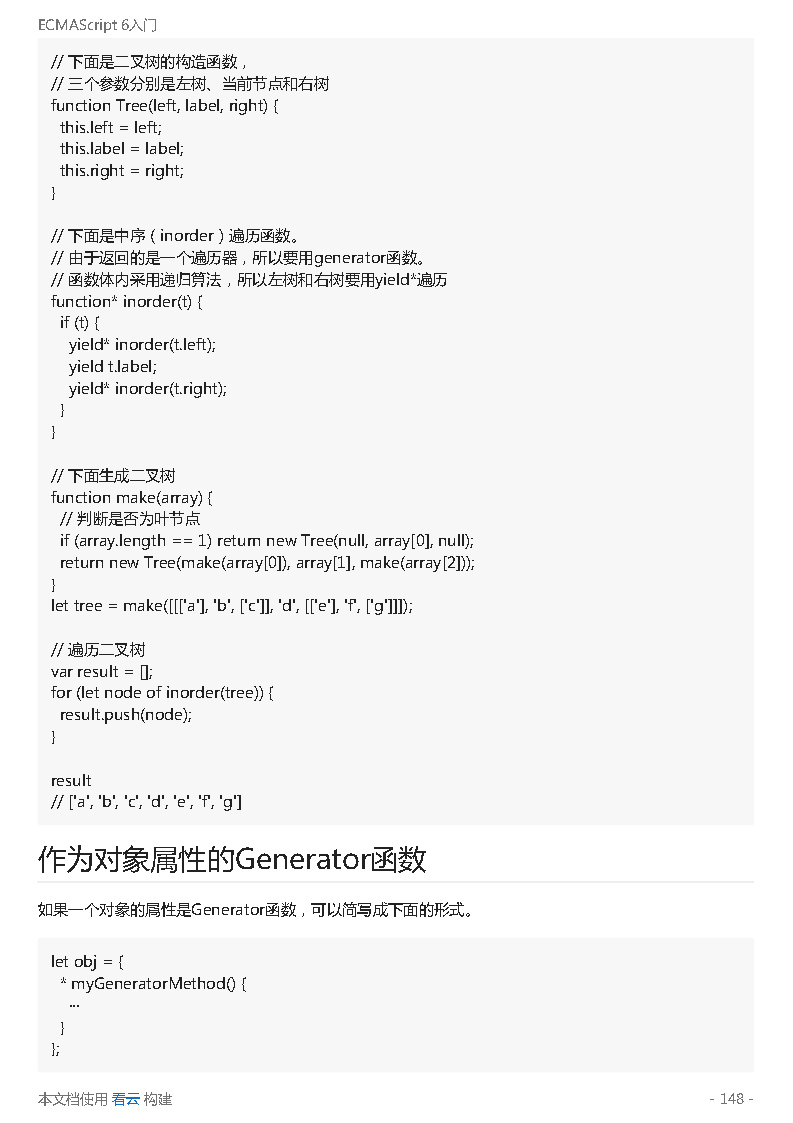 ECMAScript 6入门
// 下面是二叉树的构造函数，
// 三个参数分别是左树、当前节点和右树
function Tree(left, label, right) {
  this.left = left;
  this.label = label;
  this.right = right;
}

// 下面是中序（inorder）遍历函数。
// 由于返回的是一个遍历器，所以要用generator函数。
// 函数体内采用递归算法，所以左树和右树要用yield*遍历
function* inorder(t) {
  if (t) {
    yield* inorder(t.left);
    yield t.label;
    yield* inorder(t.right);
  }
}

// 下面生成二叉树
function make(array) {
  // 判断是否为叶节点
  if (array.length == 1) return new Tree(null, array[0], null);
  return new Tree(make(array[0]), array[1], make(array[2]));
}
let tree = make([[['a'], 'b', ['c']], 'd', [['e'], 'f', ['g']]]);

// 遍历二叉树
var result = [];
for (let node of inorder(tree)) {
  result.push(node);
}

result
// ['a', 'b', 'c', 'd', 'e', 'f', 'g']
作为对象属性的Generator函数
如果一个对象的属性是Generator函数，可以简写成下面的形式。
let obj = {
  * myGeneratorMethod() {
    ···
  }
};
本文档使用 看云 构建
- 148 -